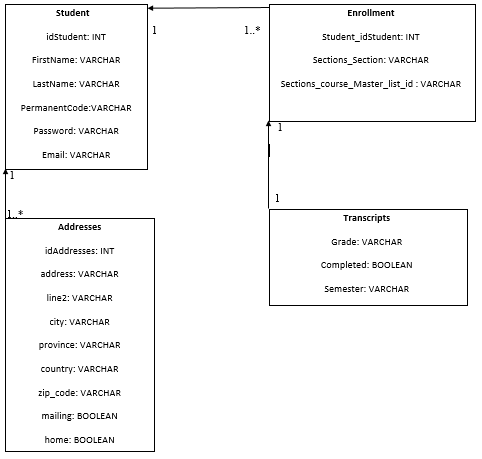 Student
idStudent: INT
FirstName: VARCHAR
LastName: VARCHAR
PermanentCode:VARCHAR
Password: VARCHAR
Email: VARCHAR
1
1..*
Enrollment
Student_idStudent: INT
Sections_Section: VARCHAR
Sections_course_Master_list_id : VARCHAR
1
1
1
1..*
Addresses
idAddresses: INT
address: VARCHAR
line2: VARCHAR
city: VARCHAR
province: VARCHAR
country: VARCHAR
zip_code: VARCHAR
mailing: BOOLEAN
home: BOOLEAN
Transcripts
Grade: VARCHAR
Completed: BOOLEAN
Semester: VARCHAR